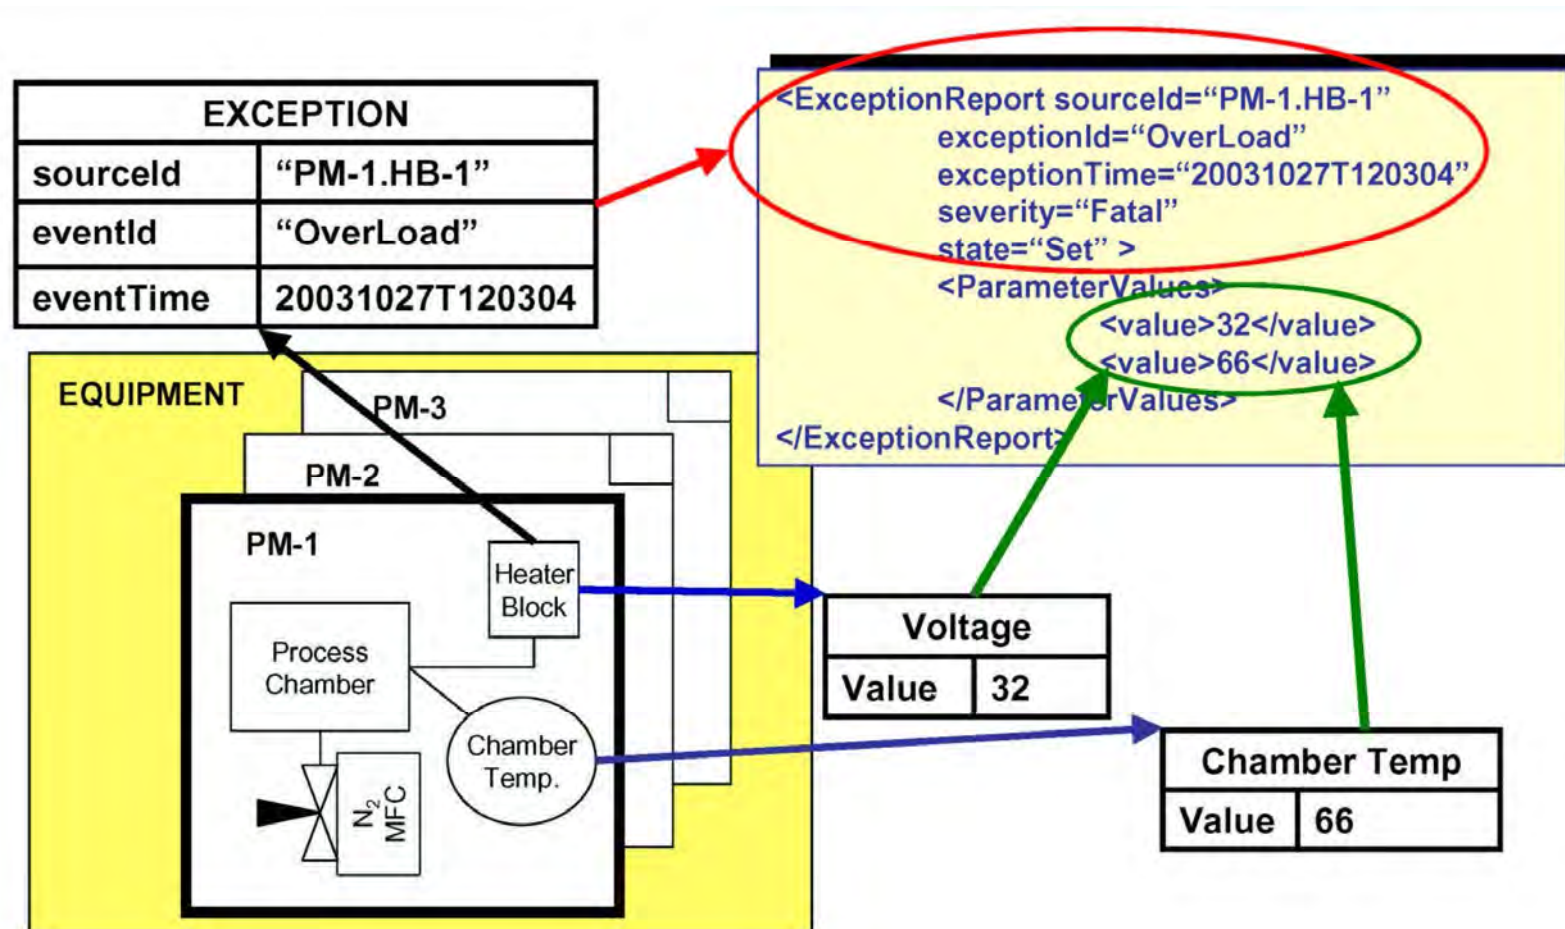 EXCEPTION
sourceId “PM-1.HB-1”
eventId “OverLoad”
eventTime 20031027T120304
<ExceptionReport sourceId=“PM-1.HB-1”
exceptionId=“OverLoad”
exceptionTime=“20031027T120304”
severity=“Fatal”
state=“Set” >
<ParameterValues>
<value>32</value>
<value>66</value>
</ParameterValues>
</ExceptionReport>
EQUIPMENT
PM-3
PM-2
PM-1
Heater
Block
Process
Chamber
Chamber
Temp.
N₂
MFC
Voltage
Value 32
Chamber Temp
Value 66